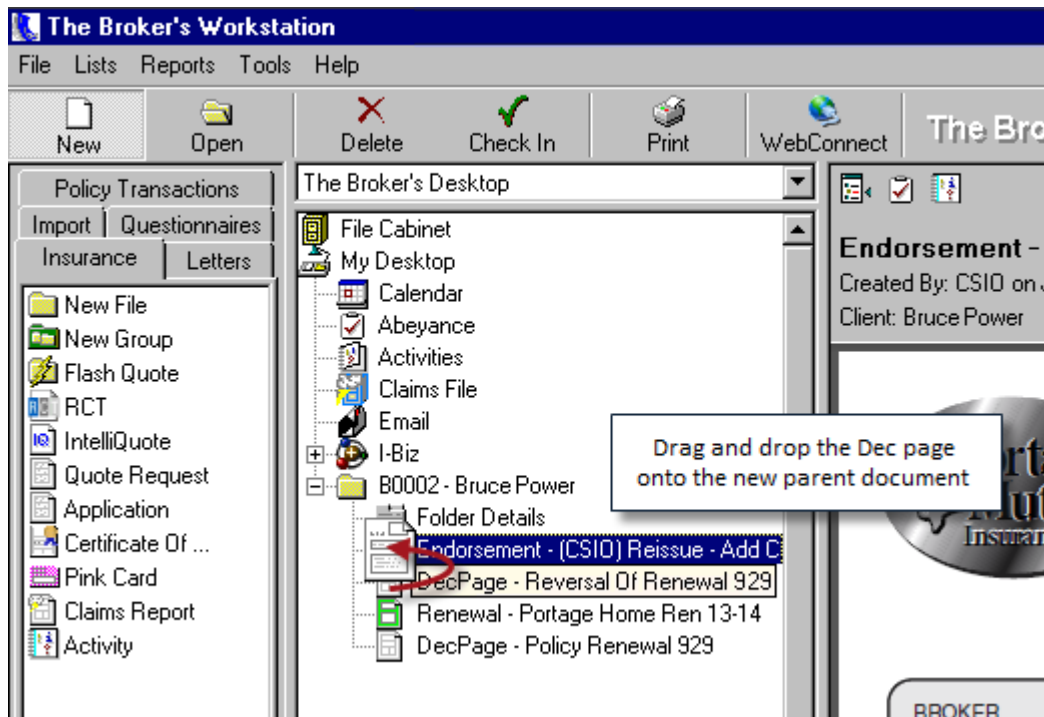 The Broker's Workstation
File Lists Reports Tools Help
New Open Delete Check In Print WebConnect The Bro
Policy Transactions
Import Questionnaires
Insurance Letters
New File
New Group
Flash Quote
RCT
IntelliQuote
Quote Request
Application
Certificate Of ...
Pink Card
Claims Report
Activity
The Broker's Desktop
File Cabinet
My Desktop
Calendar
Abeyance
Activities
Claims File
Email
I-Biz
B0002 - Bruce Power
Folder Details
Endorsement - (CSIO) Reissue - Add C
DecPage - Reversal Of Renewal 929
Renewal - Portage Home Ren 13-14
DecPage - Policy Renewal 929
Drag and drop the Dec page
onto the new parent document
Endorsement -
Created By: CSIO on
Client: Bruce Power
BROKER